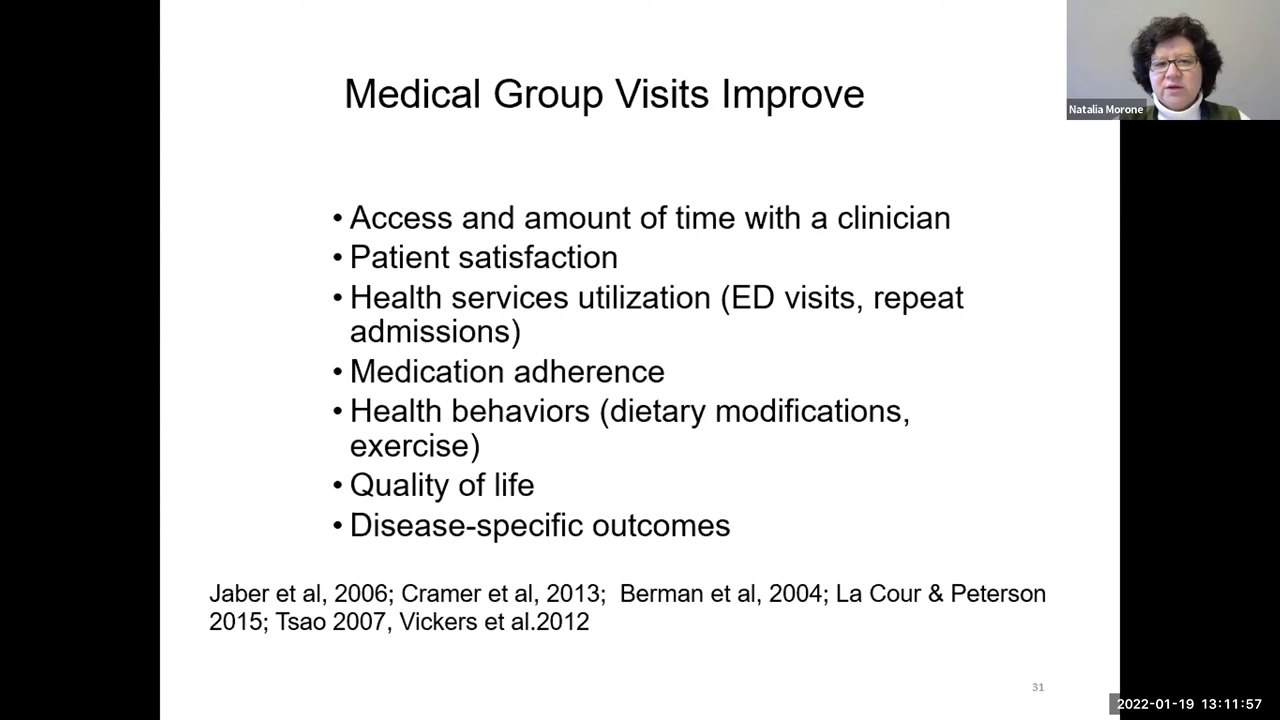 Medical Group Visits Improve
Natalia Morone
• Access and amount of time with a clinician
• Patient satisfaction
• Health services utilization (ED visits, repeat
admissions)
• Medication adherence
• Health behaviors (dietary modifications,
exercise)
• Quality of life
• Disease-specific outcomes
Jaber et al, 2006; Cramer et al, 2013;  Berman et al, 2004; La Cour & Peterson
2015; Tsao 2007, Vickers et al.2012
31
2022-01-19 13:11:57